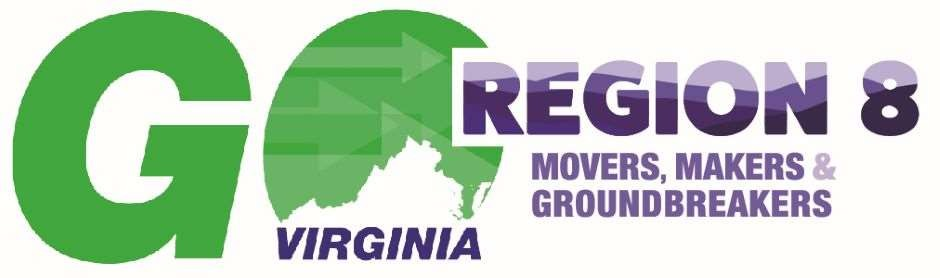 GO
REGION 8
MOVERS, MAKERS &
GROUNDBREAKERS
VIRGINIA